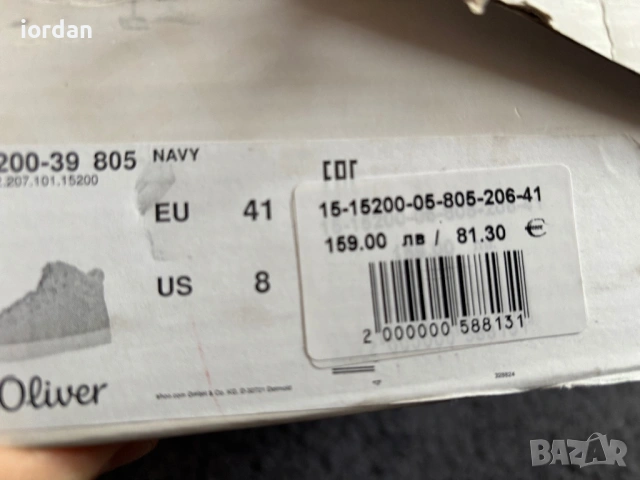 iordan
200-39 805 NAVY
.207.101.15200
EU 41
US 8
Oliver
COГ
15-15200-05-805-206-41
159.00 лв / 81.30 €
2 000000 588131
BAZAR